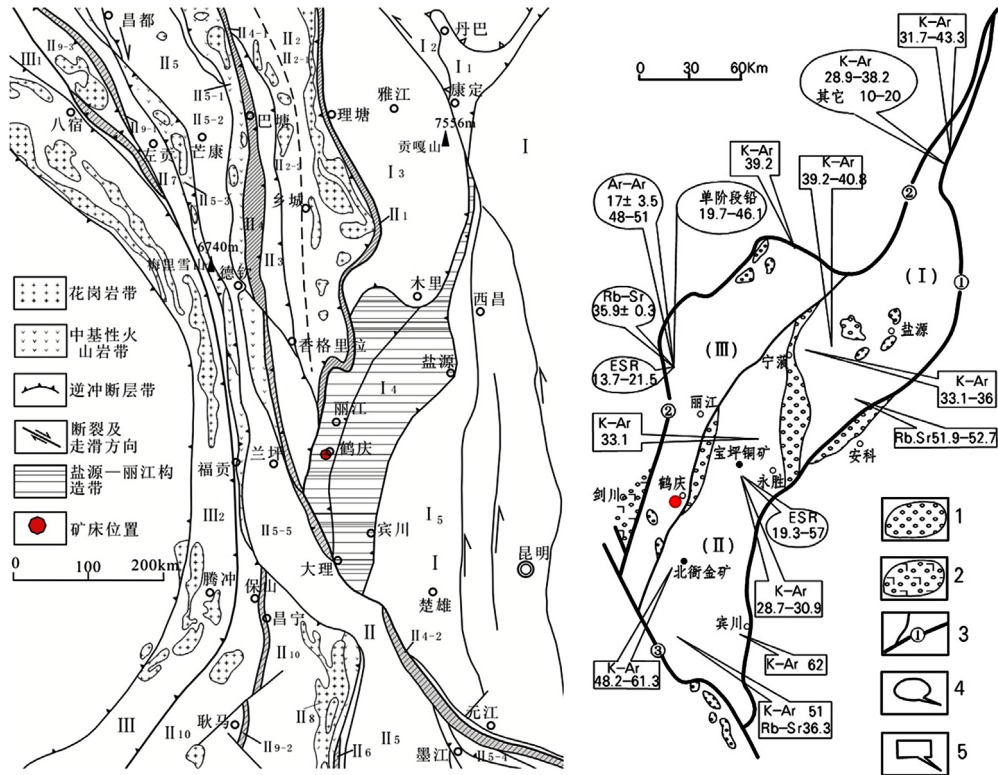 昌都
II9-3
III1
II5
II4-1
II2
II2-1
丹巴
I2
I1
康定
7556m
贡嘎山
雅江
理塘
巴塘
II5-1
II5-2
八宿
II9-1
左贡
芒康
II7
II5-3
II2-2
乡城
I3
I
II1
II4
II3
6740m
梅里雪山
德钦
木里
西昌
香格里拉
盐源
I4
丽江
鹤庆
兰坪
福贡
III2
II5-5
宾川
I5
大理
I
昆明
楚雄
腾冲
保山
昌宁
II
II4-2
II10
III
耿马
II10
II8
II9-2
II6
II5
元江
墨江
II5-4
花岗岩带
中基性火
山岩带
逆冲断层带
断裂及
走滑方向
盐源—丽江构
造带
矿床位置
0 100 200km
0 30 60Km
K-Ar
31.7-43.3
K-Ar
28.9-38.2
其它 10-20
K-Ar
39.2
K-Ar
39.2-40.8
Ar-Ar
17± 3.5
48-51
单阶段铅
19.7-46.1
②
(I)
①
Rb-Sr
35.9± 0.3
ESR
13.7-21.5
(III)
盐源
宁蒗
K-Ar
33.1-36
②
丽江
K-Ar
33.1
Rb.Sr51.9-52.7
宝坪铜矿
安科
永胜
剑川
鹤庆
ESR
19.3-57
(II)
北衙金矿
K-Ar
28.7-30.9
宾川
③
K-Ar
48.2-61.3
K-Ar 62
K-Ar 51
Rb-Sr36.3
1
2
①
3
4
5